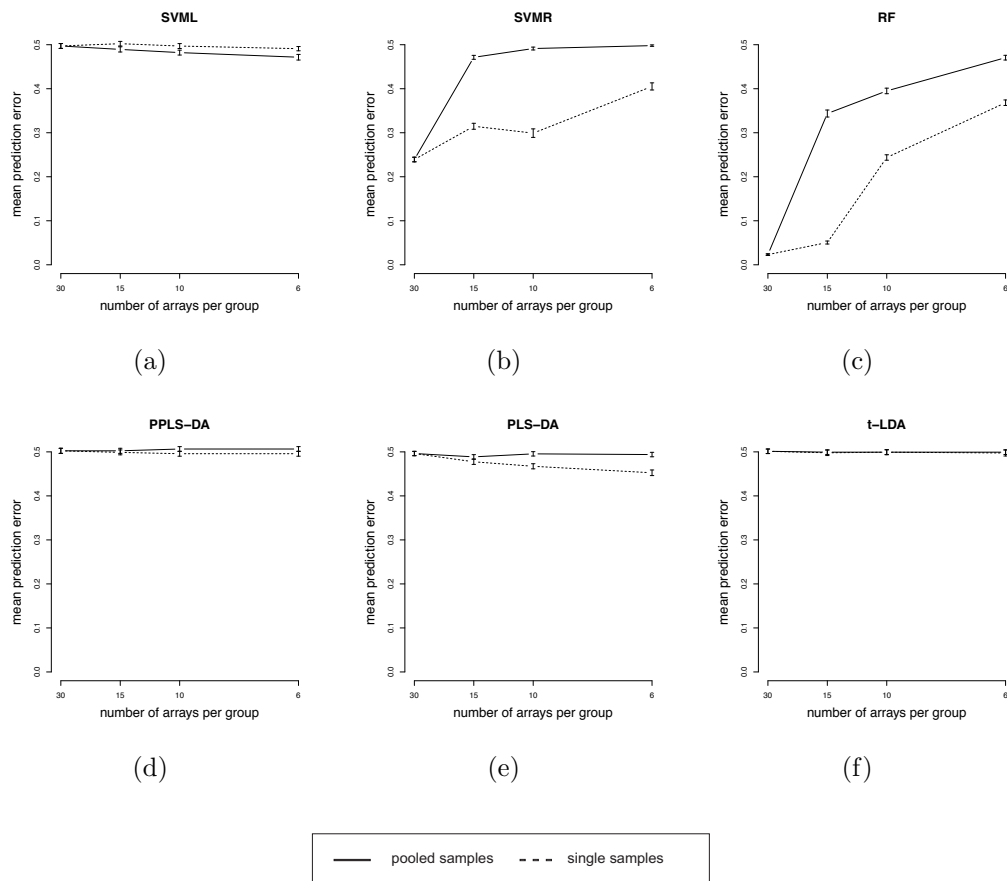 SVML
mean prediction error
0.0 0.1 0.2 0.3 0.4 0.5
30 15 10 6
number of arrays per group
(a)
SVMR
mean prediction error
0.0 0.1 0.2 0.3 0.4 0.5
30 15 10 6
number of arrays per group
(b)
RF
mean prediction error
0.0 0.1 0.2 0.3 0.4 0.5
30 15 10 6
number of arrays per group
(c)
PPLS−DA
mean prediction error
0.0 0.1 0.2 0.3 0.4 0.5
30 15 10 6
number of arrays per group
(d)
PLS−DA
mean prediction error
0.0 0.1 0.2 0.3 0.4 0.5
30 15 10 6
number of arrays per group
(e)
t−LDA
mean prediction error
0.0 0.1 0.2 0.3 0.4 0.5
30 15 10 6
number of arrays per group
(f)
pooled samples single samples